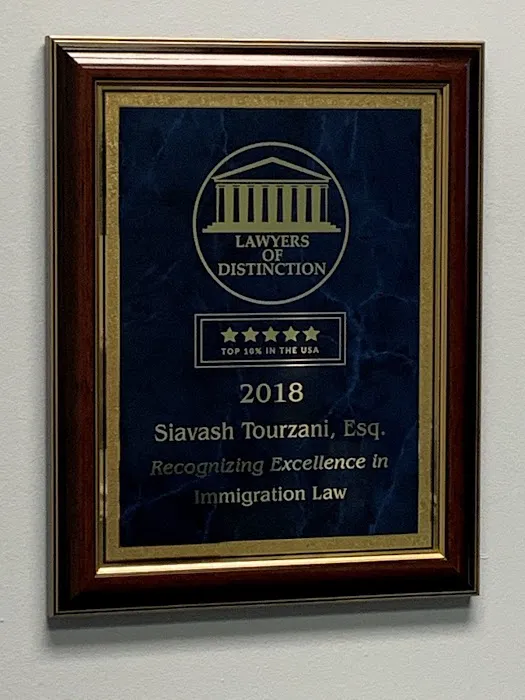 LAWYERS
OF
DISTINCTION
TOP 10% IN THE USA
2018
Siavash Tourzani, Esq.
Recognizing Excellence in
Immigration Law